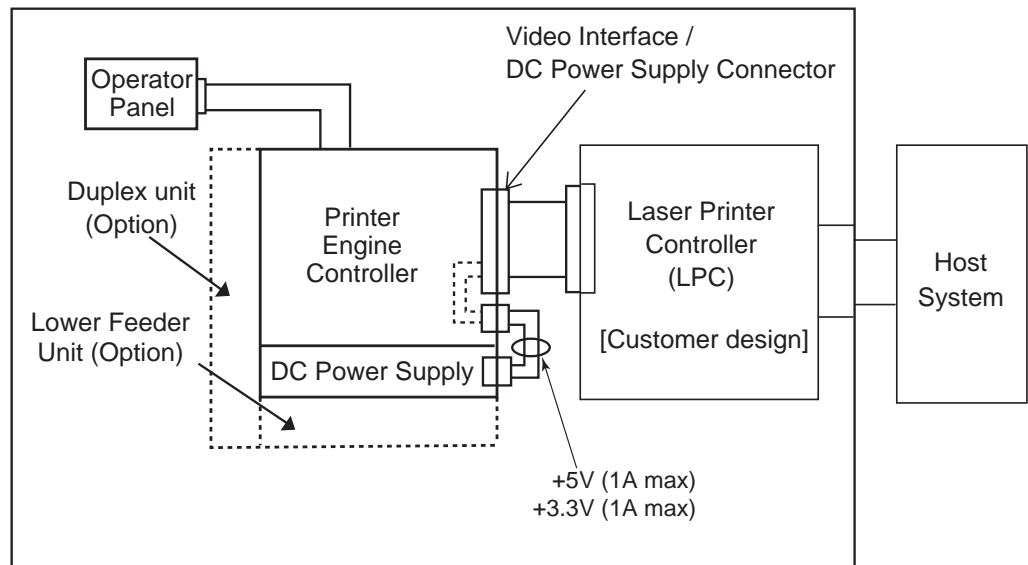 Video Interface /
DC Power Supply Connector
Operator
Panel
Duplex unit
(Option)
Printer
Engine
Controller
Laser Printer
Controller
(LPC)
[Customer design]
Host
System
Lower Feeder
Unit (Option)
DC Power Supply
+5V (1A max)
+3.3V (1A max)